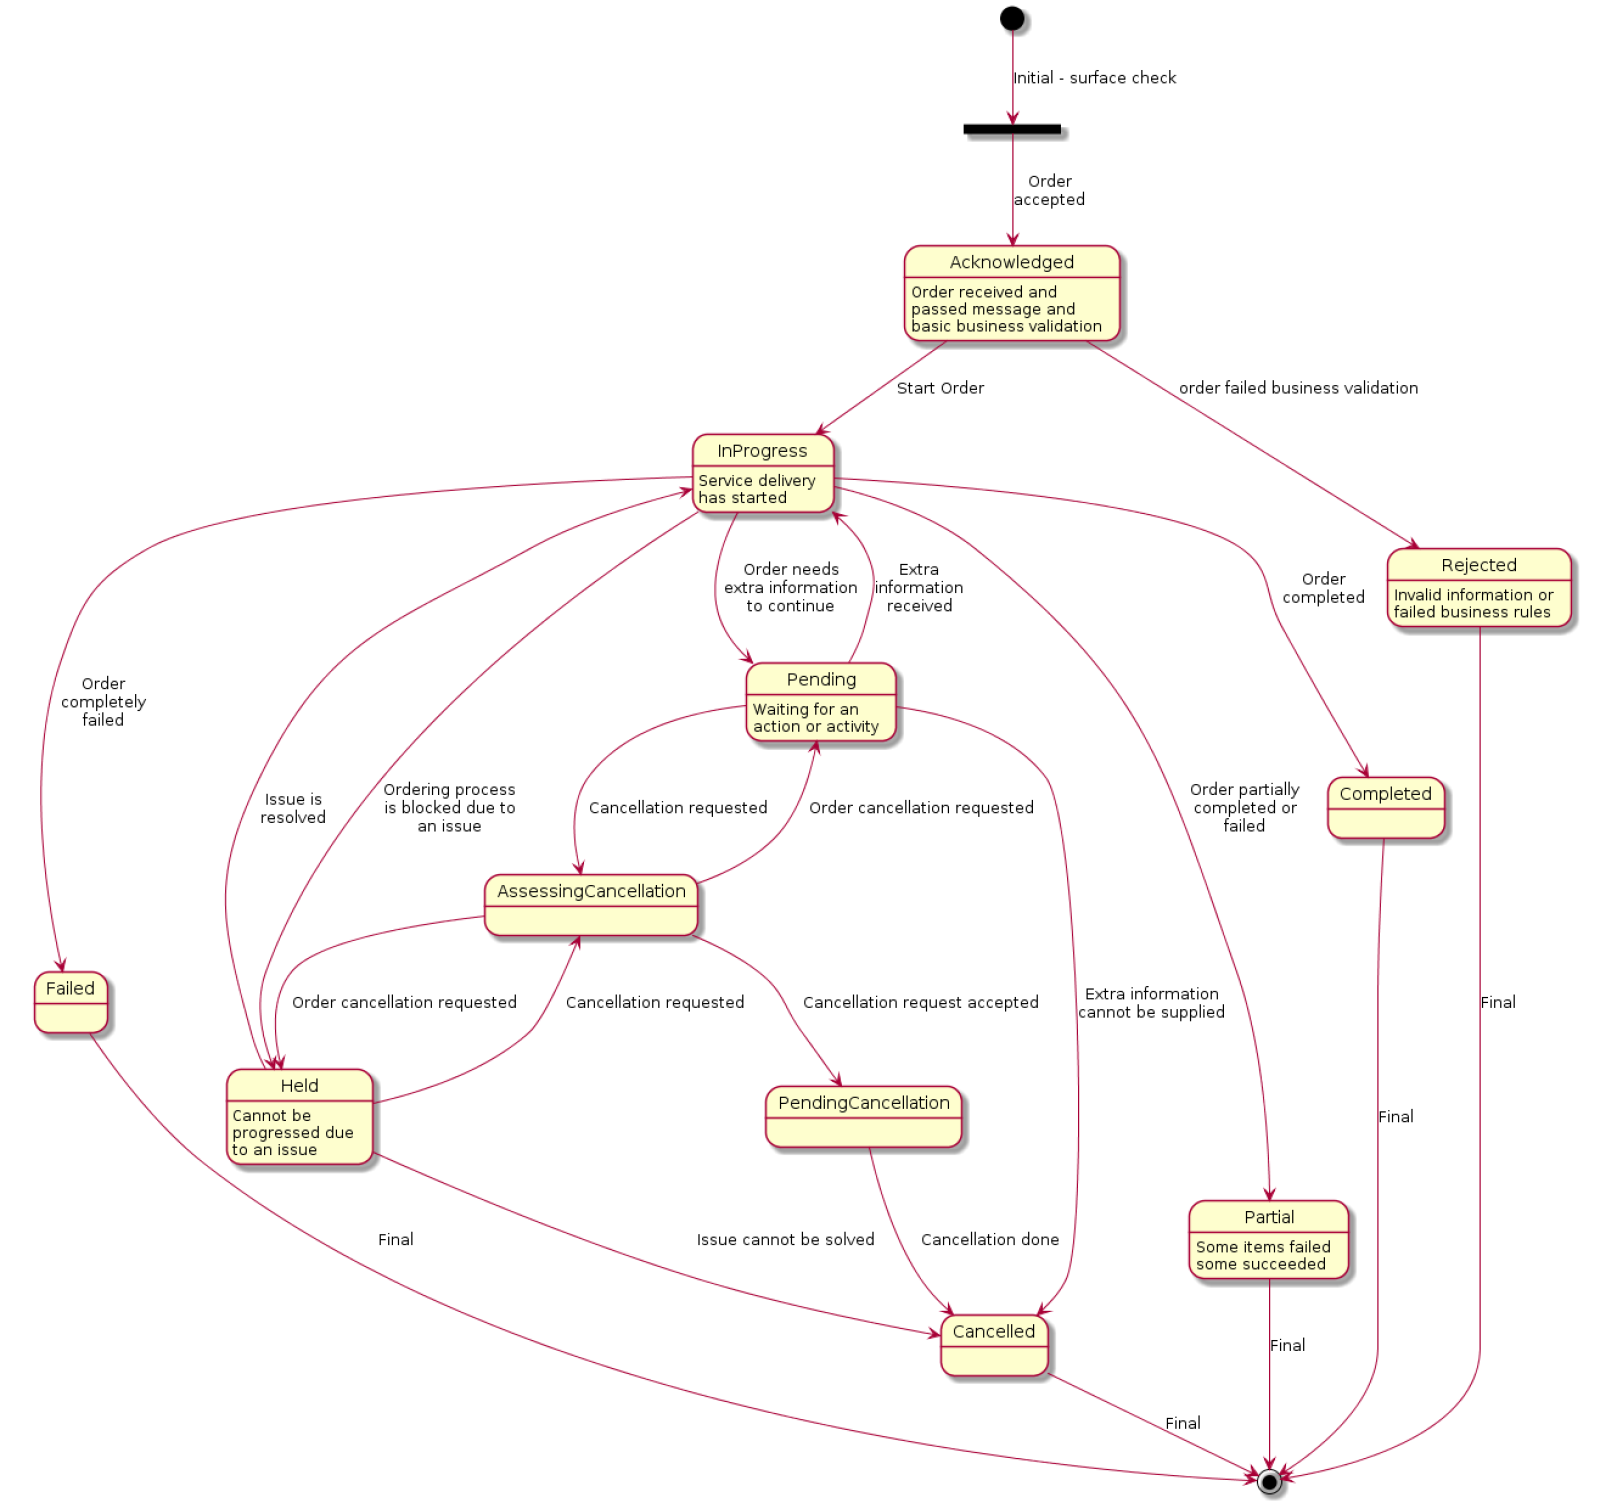 Initial - surface check
Order
accepted
Acknowledged
Order received and
passed message and
basic business validation
Start Order
order failed business validation
InProgress
Service delivery
has started
Order needs
extra information
to continue
Extra
information
received
Order
completed
Rejected
Invalid information or
failed business rules
Order
completely
failed
Pending
Waiting for an
action or activity
Issue is
resolved
Ordering process
is blocked due to
an issue
Cancellation requested
Order cancellation requested
Order partially
completed or
failed
Completed
AssessingCancellation
Failed
Order cancellation requested
Cancellation requested
Cancellation request accepted
Extra information
cannot be supplied
Final
Held
Cannot be
progressed due
to an issue
PendingCancellation
Final
Final
Issue cannot be solved
Cancellation done
Partial
Some items failed
some succeeded
Cancelled
Final
Final